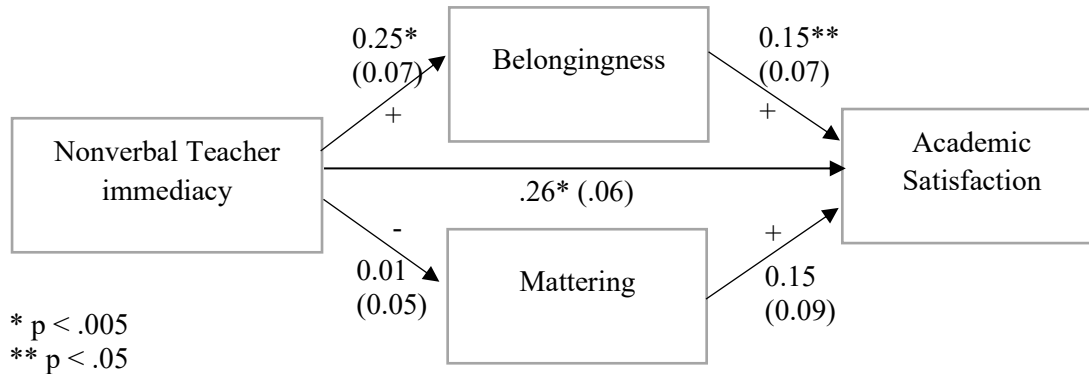 0.25*
(0.07)
+
Belongingness
0.15**
(0.07)
+
Nonverbal Teacher
immediacy
.26* (.06)
Academic
Satisfaction
-
0.01
(0.05)
Mattering
+
0.15
(0.09)
* p < .005
** p < .05